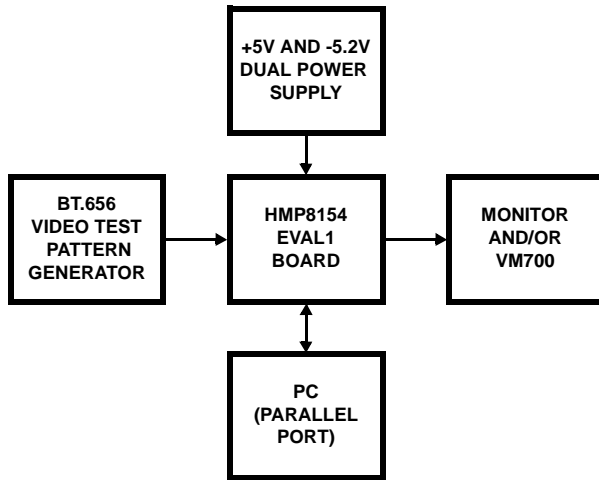 +5V AND -5.2V
DUAL POWER
SUPPLY
BT.656
VIDEO TEST
PATTERN
GENERATOR
HMP8154
EVAL1
BOARD
MONITOR
AND/OR
VM700
PC
(PARALLEL
PORT)